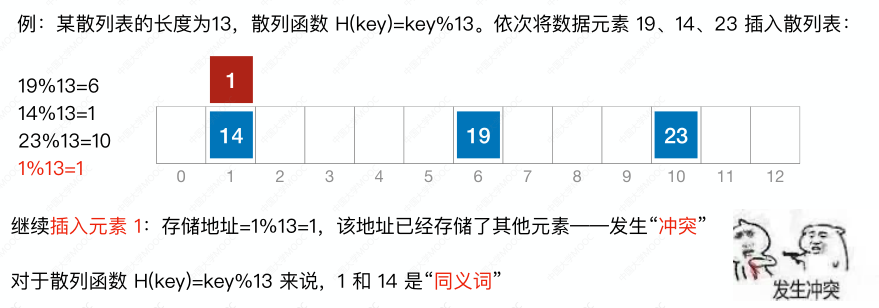 例：某散列表的长度为13，散列函数 H(key)=key%13。依次将数据元素 19、14、23 插入散列表：
19%13=6
14%13=1
23%13=10
1%13=1
1
14 19 23
0 1 2 3 4 5 6 7 8 9 10 11 12
继续插入元素 1：存储地址=1%13=1，该地址已经存储了其他元素——发生“冲突”
对于散列函数 H(key)=key%13 来说，1 和 14 是“同义词”
发生冲突